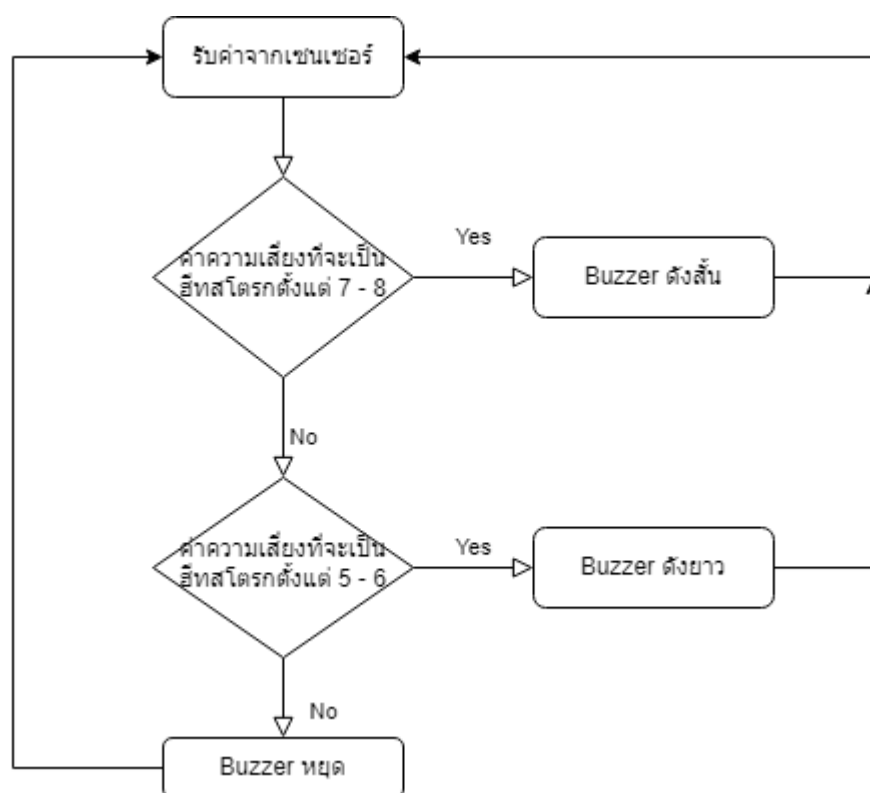 รับค่าจากเซนเซอร์
ค่าความเสี่ยงที่จะเป็น
ฮีทสโตรกตั้งแต่ 7 - 8
Yes
Buzzer ดังสั้น
No
ค่าความเสี่ยงที่จะเป็น
ฮีทสโตรกตั้งแต่ 5 - 6
Yes
Buzzer ดังยาว
No
Buzzer หยุด